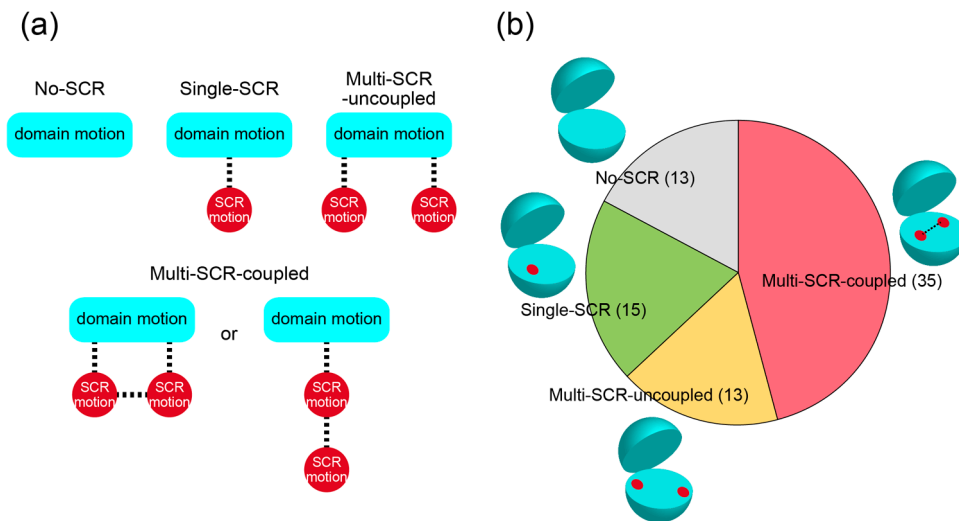 (a)
No-SCR
domain motion
Single-SCR
domain motion
SCR
motion
Multi-SCR
-uncoupled
domain motion
SCR
motion
SCR
motion
Multi-SCR-coupled
domain motion
SCR
motion
SCR
motion
or
domain motion
SCR
motion
SCR
motion
(b)
No-SCR (13)
Multi-SCR-coupled (35)
Single-SCR (15)
Multi-SCR-uncoupled (13)